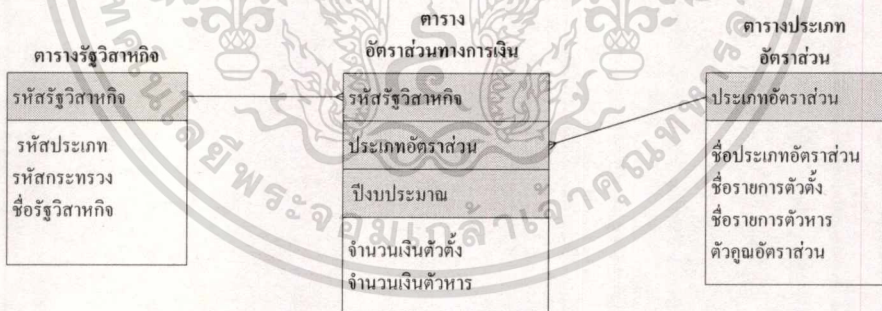 ตารางรัฐวิสาหกิจ
รหัสรัฐวิสาหกิจ
รหัสประเภท
รหัสกระทรวง
ชื่อรัฐวิสาหกิจ
ตาราง
อัตราส่วนทางการเงิน
รหัสรัฐวิสาหกิจ
ประเภทอัตราส่วน
ปีงบประมาณ
จำนวนเงินตัวตั้ง
จำนวนเงินตัวหาร
ตารางประเภท
อัตราส่วน
ประเภทอัตราส่วน
ชื่อประเภทอัตราส่วน
ชื่อรายการตัวตั้ง
ชื่อรายการตัวหาร
ตัวคูณอัตราส่วน